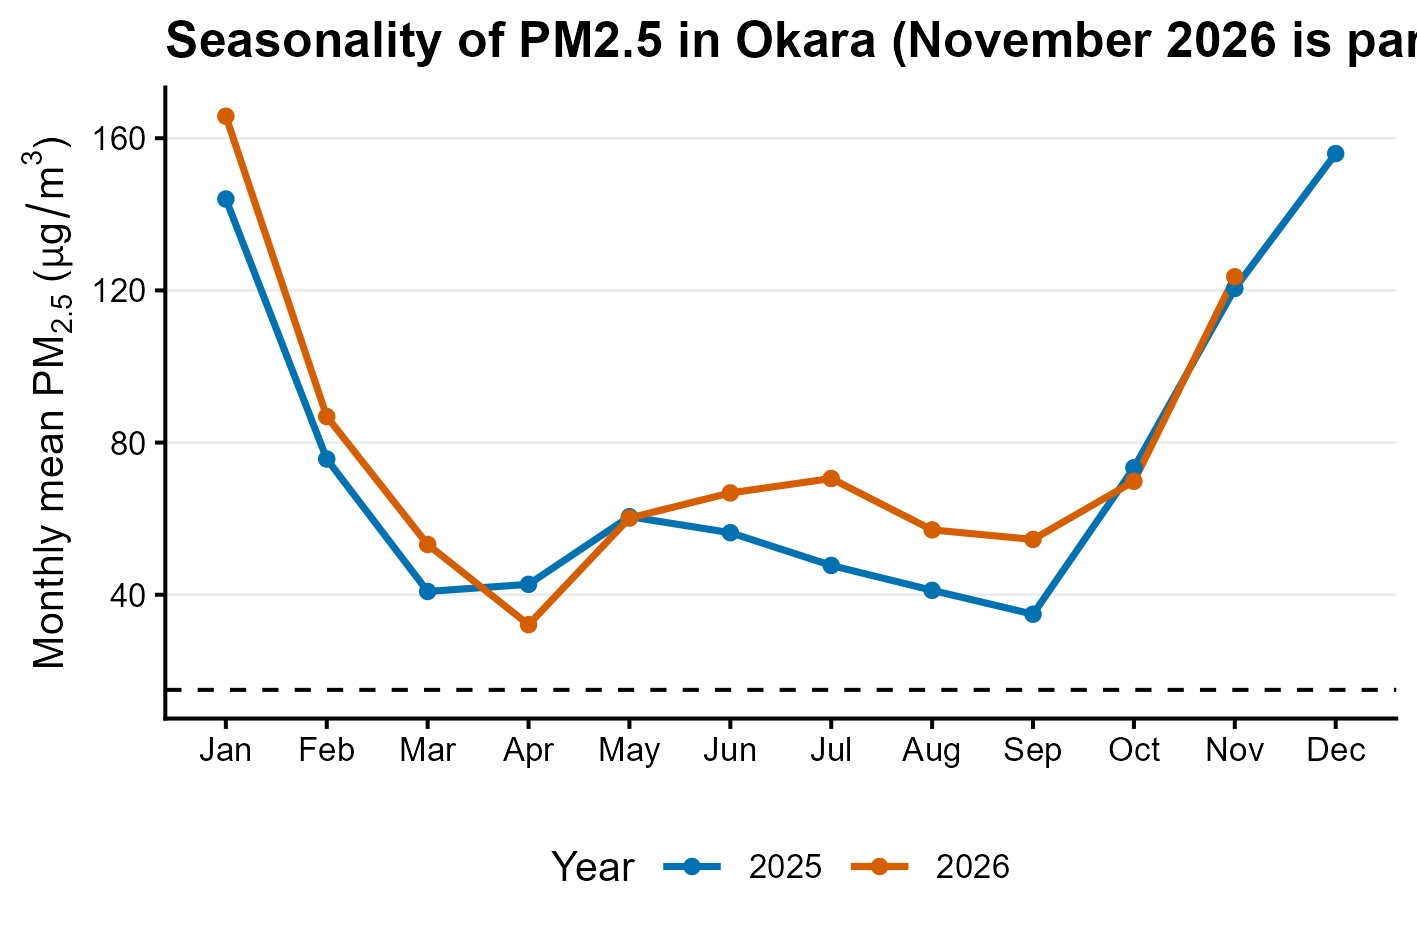 Seasonality of PM2.5 in Okara (November 2026 is par
Monthly mean PM2.5 (µg/m3)
160
120
80
40
Jan Feb Mar Apr May Jun Jul Aug Sep Oct Nov Dec
Year 2025 2026